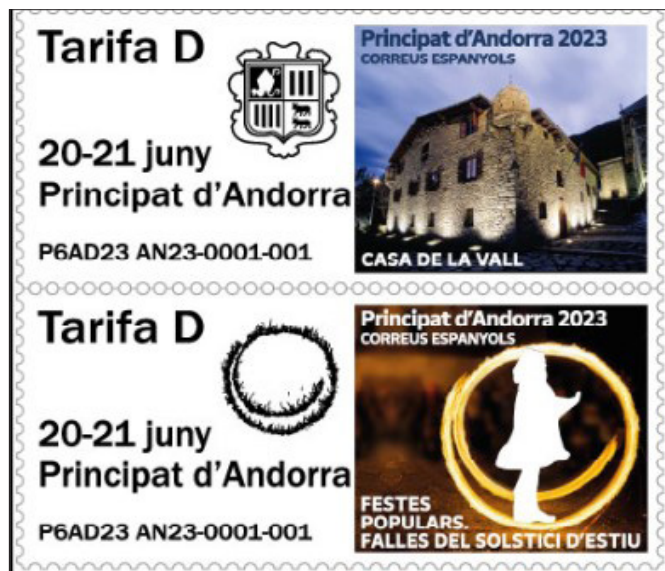 Tarifa D
20-21 juny
Principat d'Andorra
P6AD23 AN23-0001-001
Principat d'Andorra 2023
CORREUS ESPANYOLS
CASA DE LA VALL
Tarifa D
20-21 juny
Principat d'Andorra
P6AD23 AN23-0001-001
Principat d'Andorra 2023
CORREUS ESPANYOLS
FESTES
POPULARS.
FALLES DEL SOLSTICI D'ESTIU